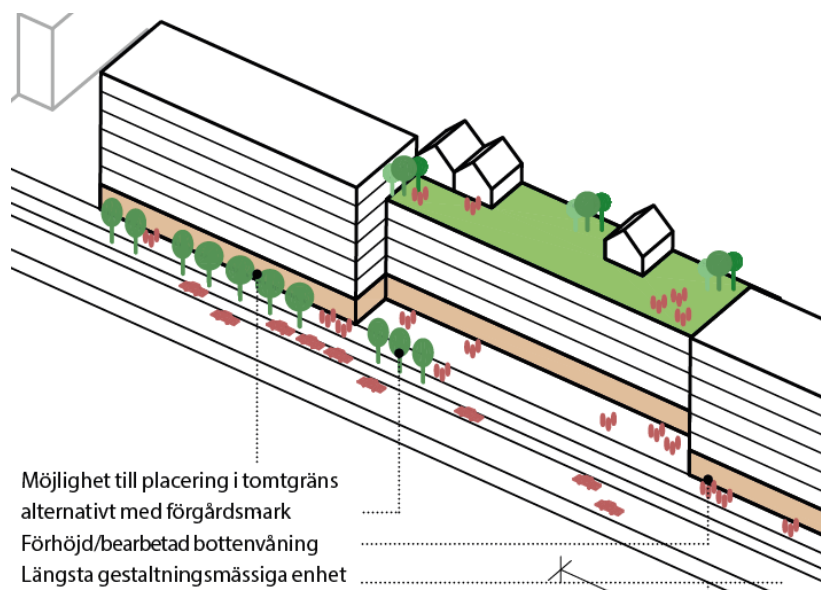 Möjlighet till placering i tomtgräns
alternativt med förgårdsmark
Förhöjd/bearbetad bottenvåning
Längsta gestaltningsmässiga enhet